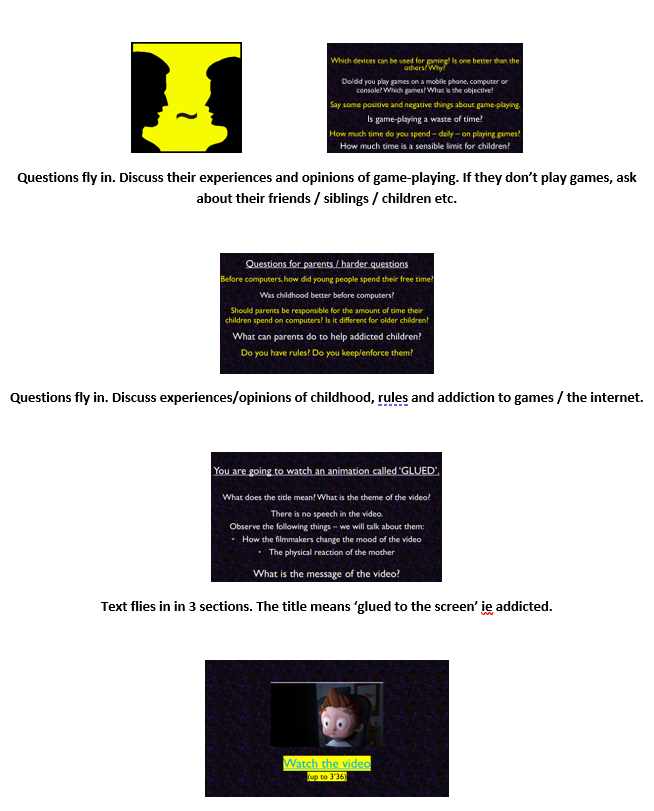 Which devices can be used for gaming? Is one better than the
others? Why?
Do/did you play games on a mobile phone, computer or
console? Which games? What is the objective?
Say some positive and negative things about game-playing.
Is game-playing a waste of time?
How much time do you spend – daily – on playing games?
How much time is a sensible limit for children?
Questions fly in. Discuss their experiences and opinions of game-playing. If they don’t play games, ask
about their friends / siblings / children etc.
Questions for parents / harder questions
Before computers, how did young people spend their free time?
Was childhood better before computers?
Should parents be responsible for the amount of time their
children spend on computers? Is it different for older children?
What can parents do to help addicted children?
Do you have rules? Do you keep/enforce them?
Questions fly in. Discuss experiences/opinions of childhood, rules and addiction to games / the internet.
You are going to watch an animation called ‘GLUED’.
What does the title mean? What is the theme of the video?
There is no speech in the video.
Observe the following things – we will talk about them:
• How the filmmakers change the mood of the video
• The physical reaction of the mother
What is the message of the video?
Text flies in in 3 sections. The title means ‘glued to the screen’ ie addicted.
Watch the video
(up to 3’36)